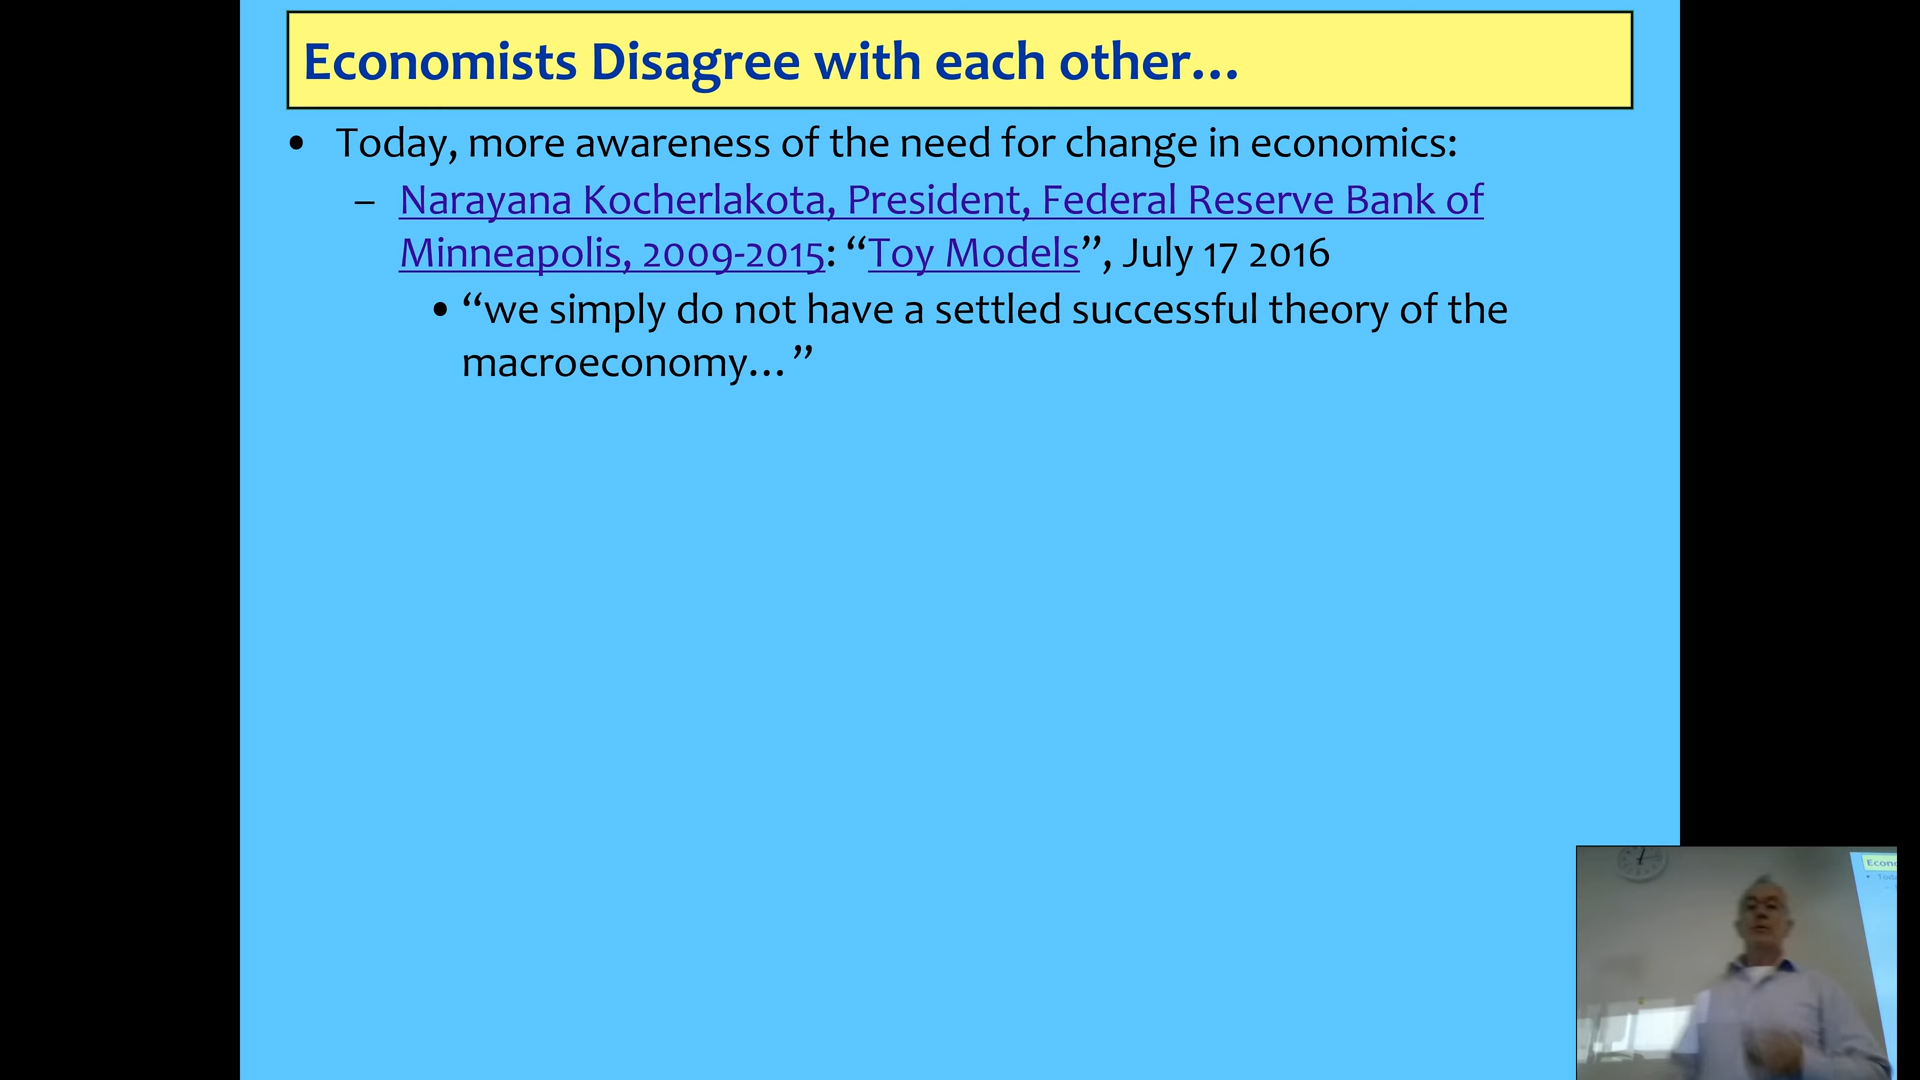 Economists Disagree with each other…
• Today, more awareness of the need for change in economics:
– Narayana Kocherlakota, President, Federal Reserve Bank of
Minneapolis, 2009-2015: “Toy Models”, July 17 2016
• “we simply do not have a settled successful theory of the
macroeconomy…”
Econ